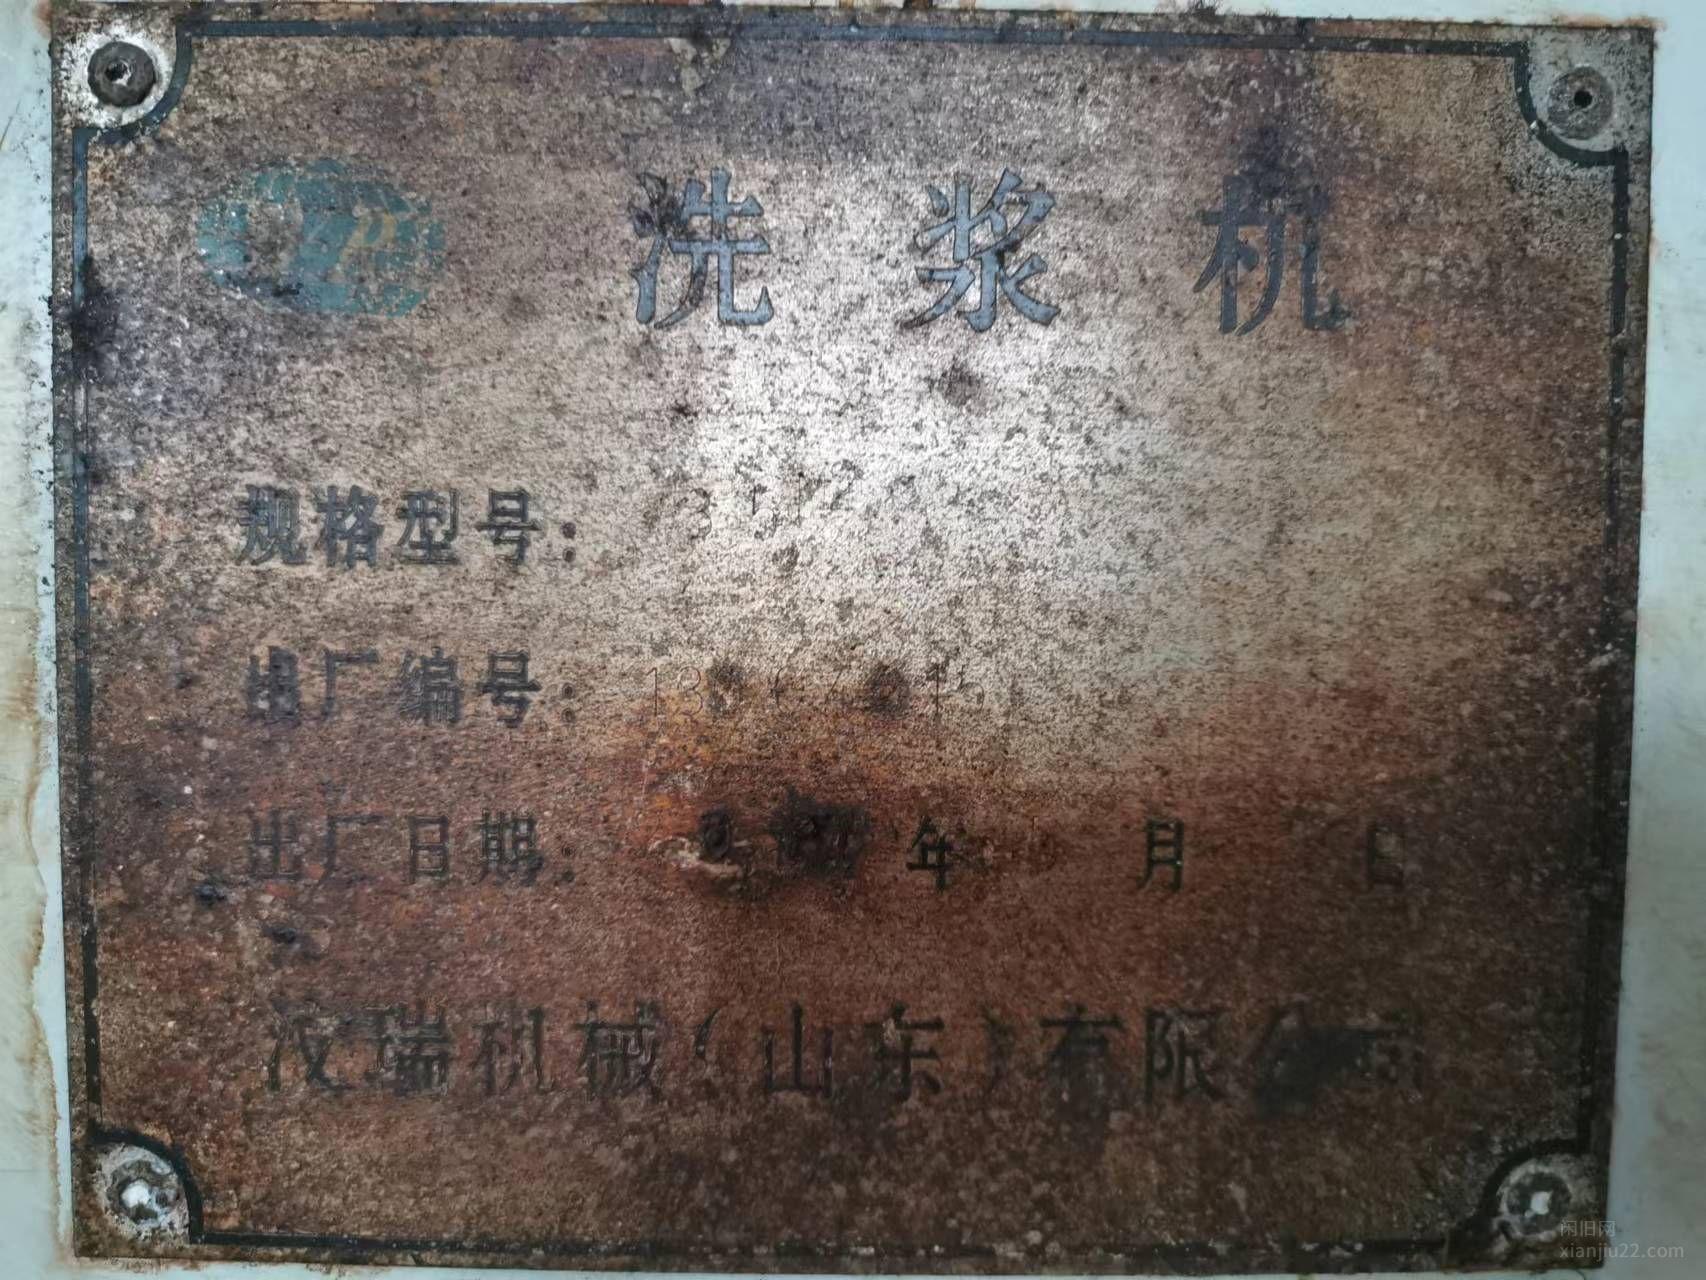 洗浆机
规格型号：
出厂编号：
出厂日期： 年 月 日
汶瑞机械（山东）有限公司
闲旧网
xianjiu22.com